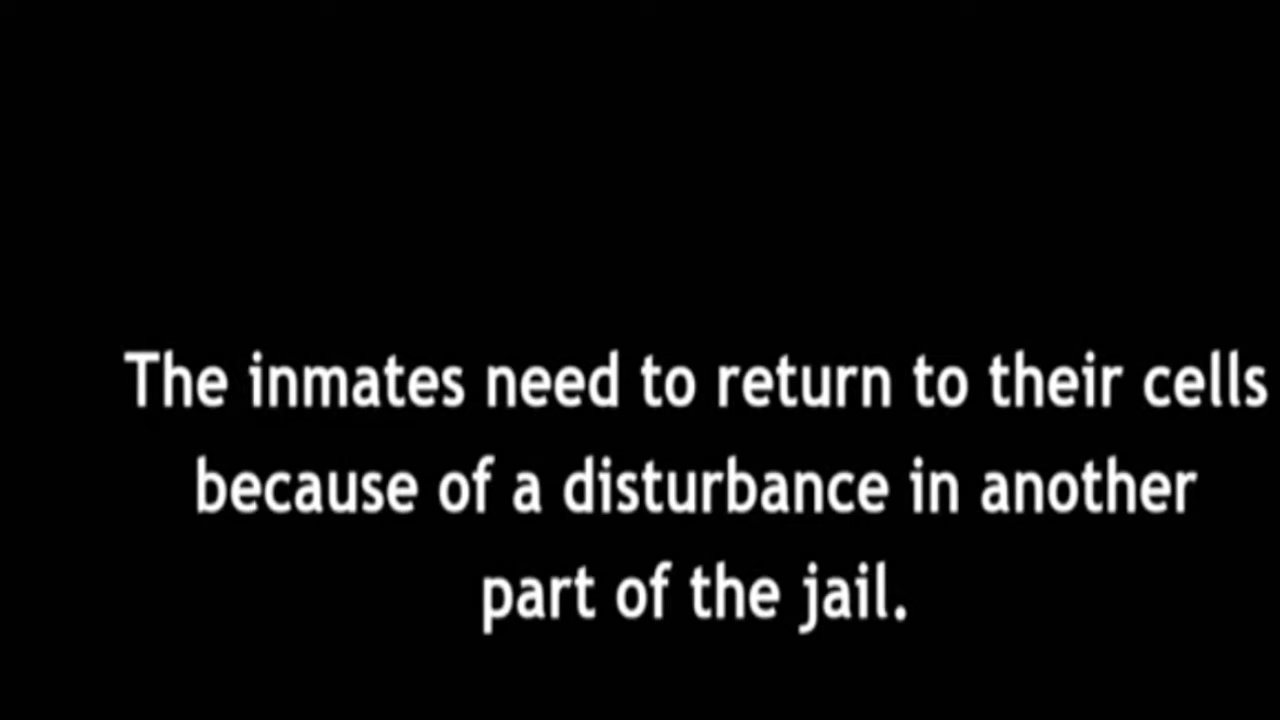 The inmates need to return to their cells
because of a disturbance in another
part of the jail.